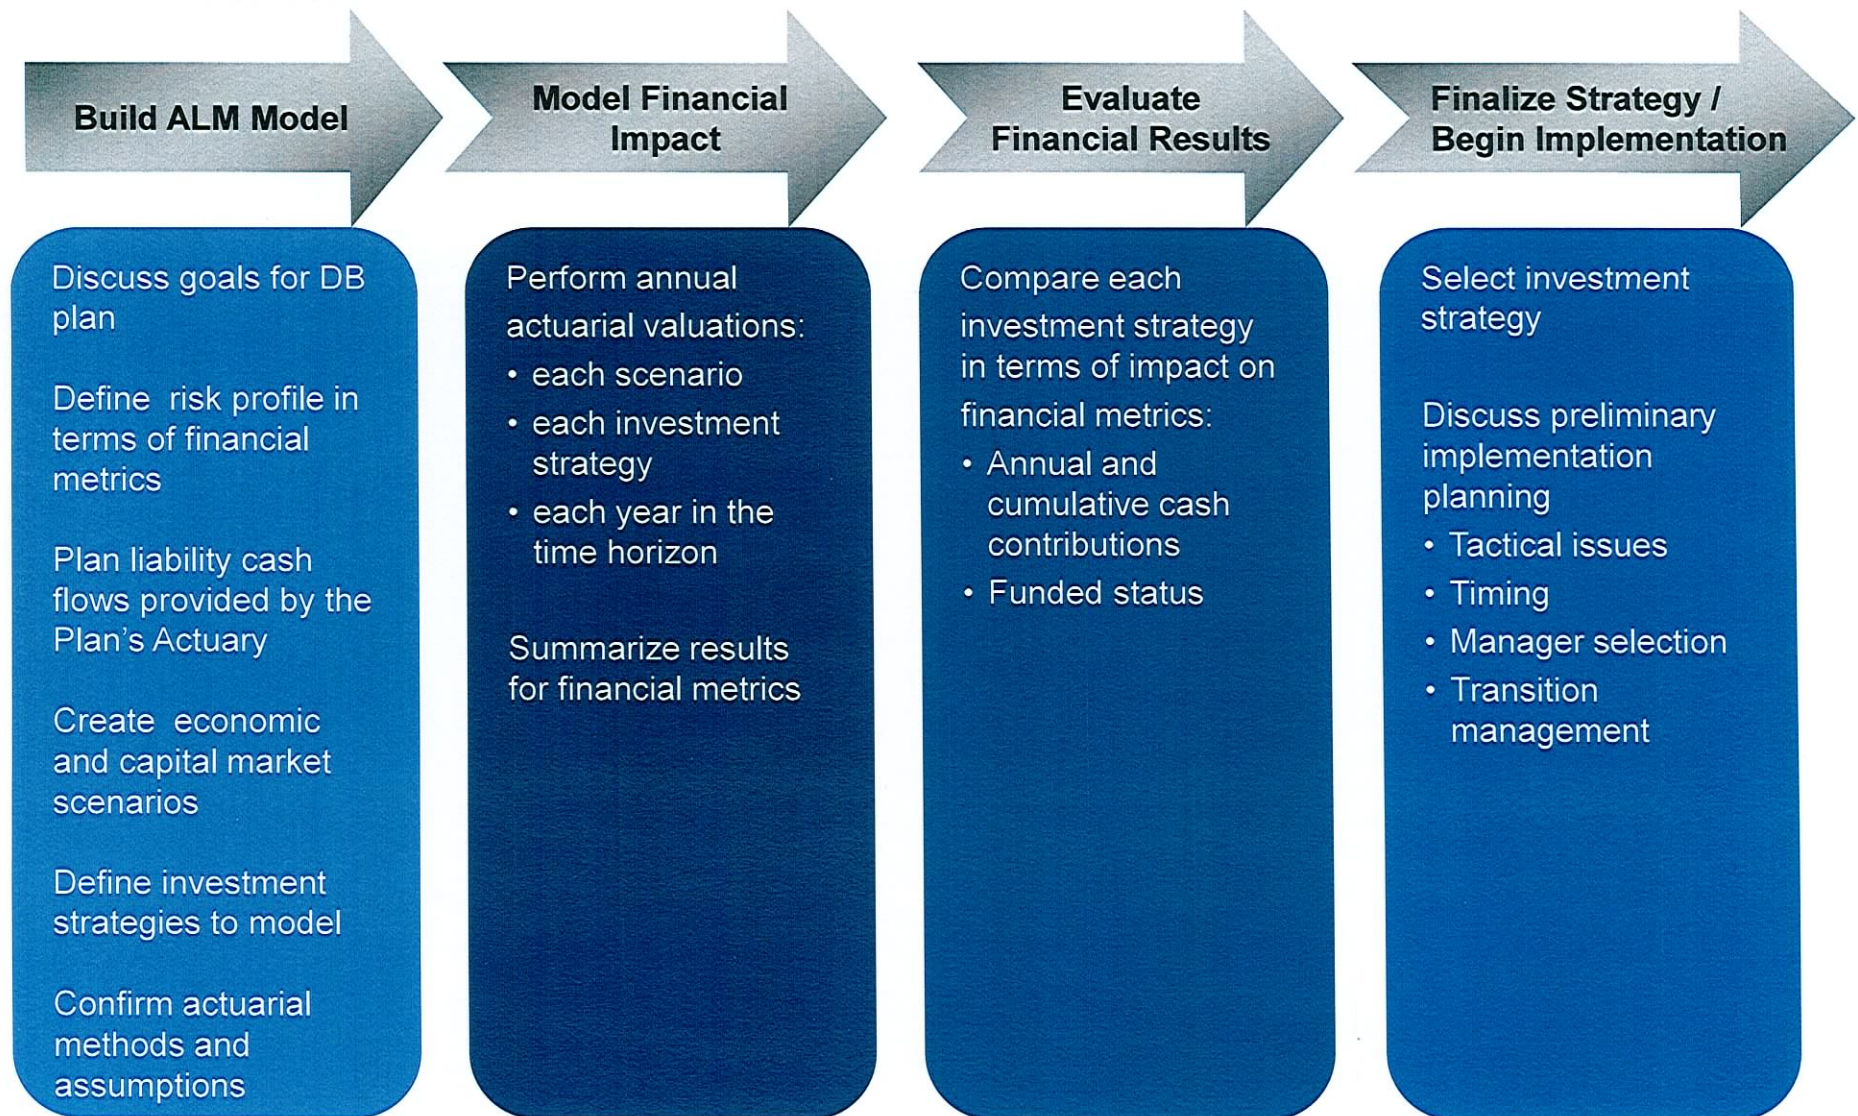 Build ALM Model
Model Financial
Impact
Evaluate
Financial Results
Finalize Strategy /
Begin Implementation
Discuss goals for DB
plan
Define risk profile in
terms of financial
metrics
Plan liability cash
flows provided by the
Plan's Actuary
Create economic
and capital market
scenarios
Define investment
strategies to model
Confirm actuarial
methods and
assumptions
Perform annual
actuarial valuations:
• each scenario
• each investment
strategy
• each year in the
time horizon
Summarize results
for financial metrics
Compare each
investment strategy
in terms of impact on
financial metrics:
• Annual and
cumulative cash
contributions
• Funded status
Select investment
strategy
Discuss preliminary
implementation
planning
• Tactical issues
• Timing
• Manager selection
• Transition
management